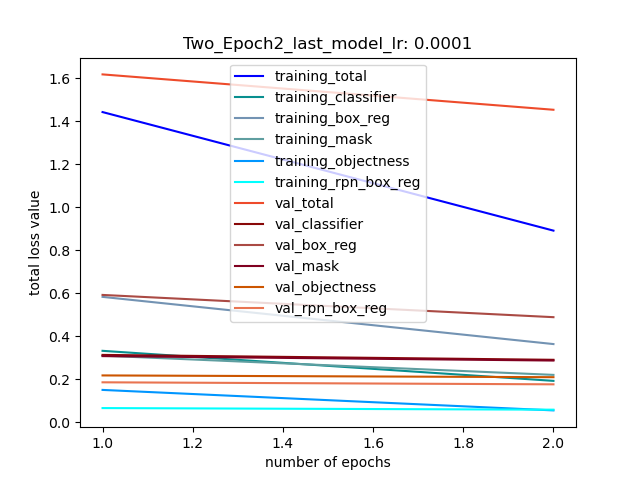 Two_Epoch2_last_model_lr: 0.0001
total loss value
1.6
1.4
1.2
1.0
0.8
0.6
0.4
0.2
0.0
training_total
training_classifier
training_box_reg
training_mask
training_objectness
training_rpn_box_reg
val_total
val_classifier
val_box_reg
val_mask
val_objectness
val_rpn_box_reg
1.0 1.2 1.4 1.6 1.8 2.0
number of epochs